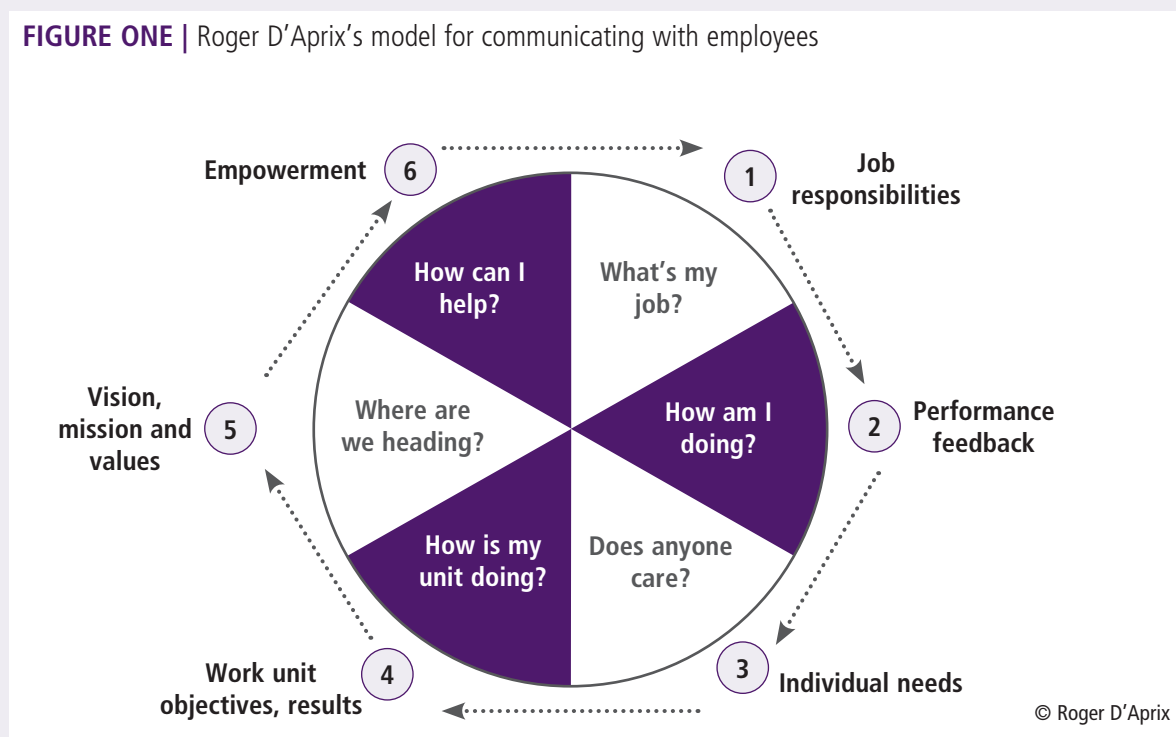 FIGURE ONE | Roger D’Aprix’s model for communicating with employees
Empowerment
6
1
Job
responsibilities
How can I
help?
What’s my
job?
Vision,
mission and
values
5
Where are
we heading?
How am I
doing?
2
Performance
feedback
How is my
unit doing?
Does anyone
care?
Work unit
objectives, results
4
3
Individual needs
© Roger D’Aprix